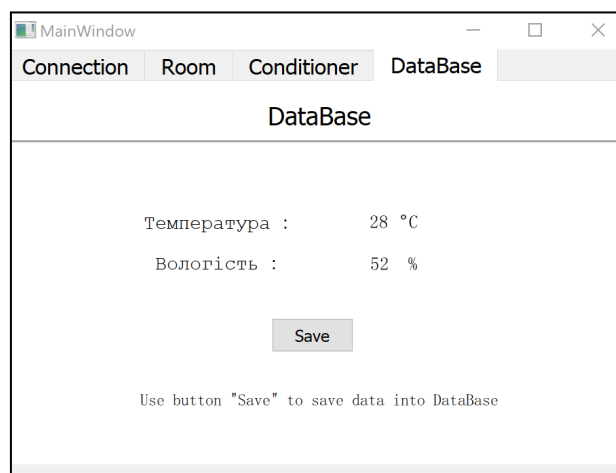 MainWindow
Connection Room Conditioner DataBase
DataBase
Температура : 28 °C
Вологість : 52 %
Save
Use button "Save" to save data into DataBase